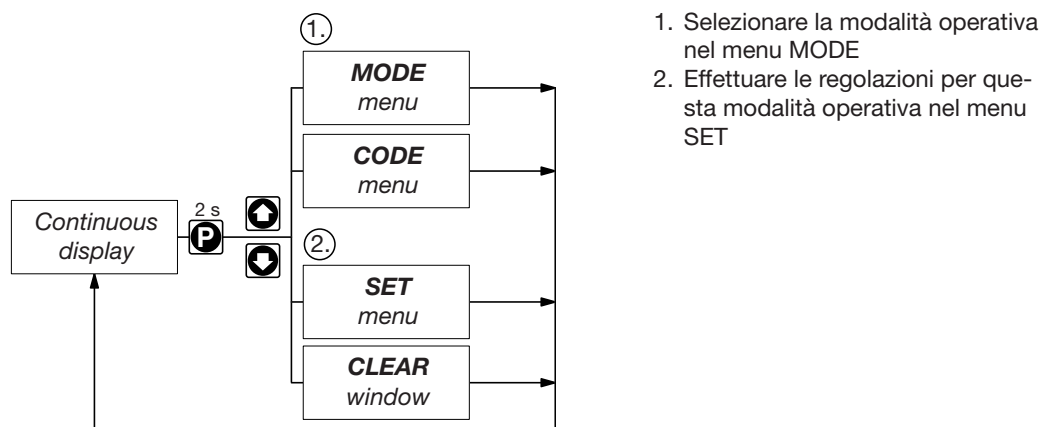 1.
MODE
menu
CODE
menu
2 s
P
Continuous
display
2.
SET
menu
CLEAR
window
1. Selezionare la modalità operativa
nel menu MODE
2. Effettuare le regolazioni per que-
sta modalità operativa nel menu
SET